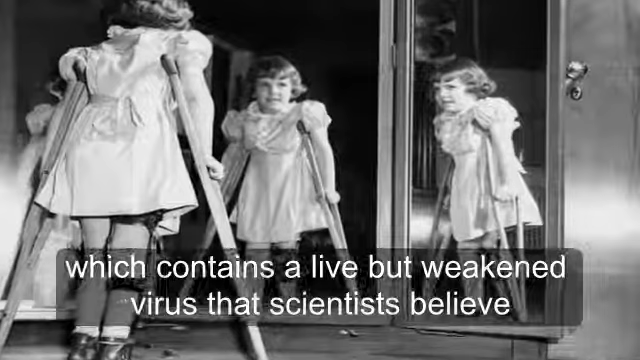 which contains a live but weakened
virus that scientists believe